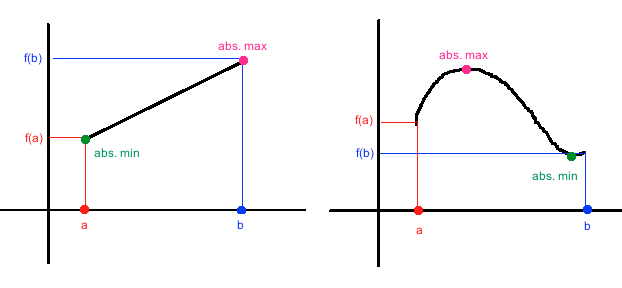 abs. max
f(b)
f(a)
abs. min
a
b
abs. max
f(a)
f(b)
abs. min
a
b